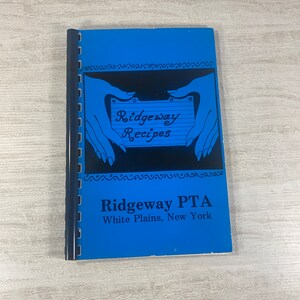 Ridgeway
Recipes
Ridgeway PTA
White Plains, New York